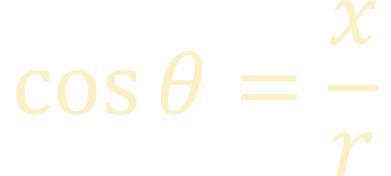 cos θ = x/r